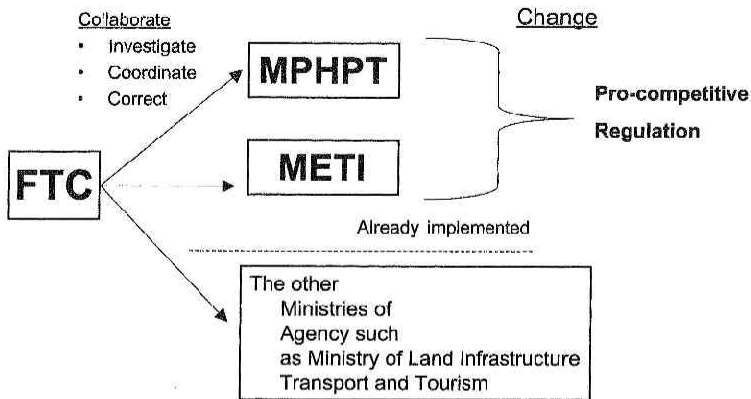 Collaborate
• Investigate
• Coordinate
• Correct
Change
MPHPT
Pro-competitive
Regulation
FTC
METI
Already implemented
The other
Ministries of
Agency such
as Ministry of Land Infrastructure
Transport and Tourism